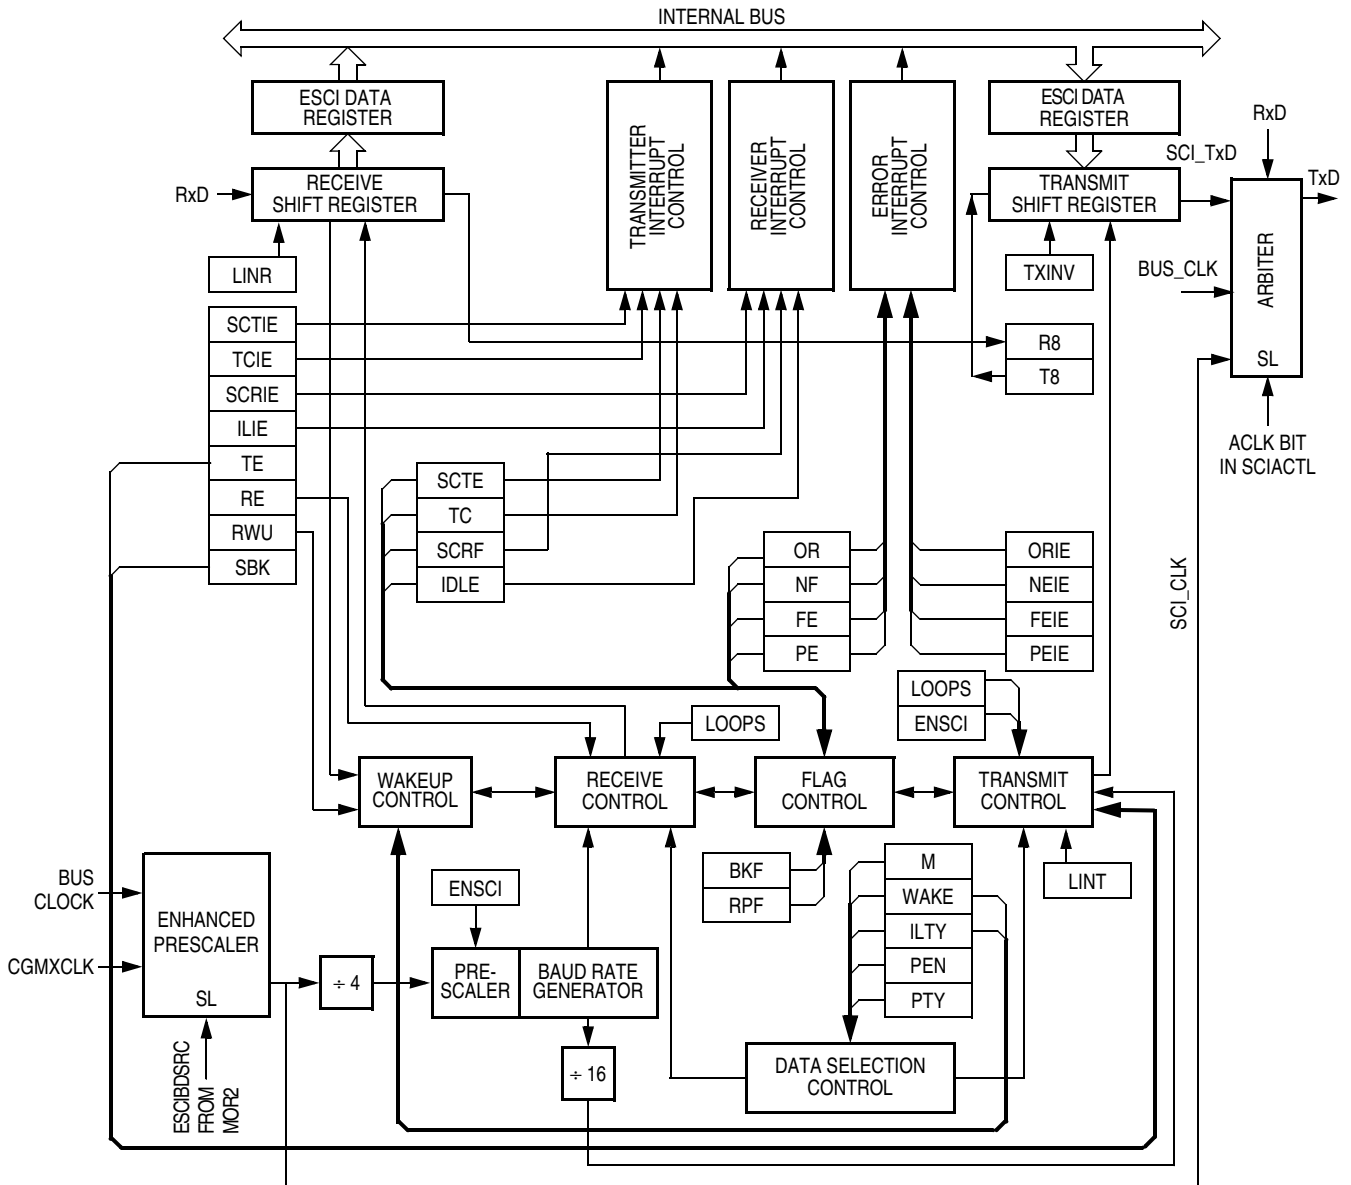 INTERNAL BUS
ESCI DATA
REGISTER
TRANSMITTER
INTERRUPT
CONTROL
RECEIVER
INTERRUPT
CONTROL
ERROR
INTERRUPT
CONTROL
ESCI DATA
REGISTER
RxD
SCI_TxD
TxD
RxD
RECEIVE
SHIFT REGISTER
TRANSMIT
SHIFT REGISTER
ARBITER
SL
BUS_CLK
LINR
TXINV
SCTIE
TCIE
SCRIE
ILIE
TE
RE
RWU
SBK
R8
T8
ACLK BIT
IN SCIACTL
SCTE
TC
SCRF
IDLE
OR
NF
FE
PE
ORIE
NEIE
FEIE
PEIE
SCI_CLK
LOOPS
LOOPS
ENSCI
WAKEUP
CONTROL
RECEIVE
CONTROL
FLAG
CONTROL
TRANSMIT
CONTROL
BUS
CLOCK
CGMXCLK
ENHANCED
PRESCALER
SL
ESCIBDSRC
FROM
MOR2
÷ 4
ENSCI
PRE-
SCALER
BAUD RATE
GENERATOR
÷ 16
BKF
RPF
M
WAKE
ILTY
PEN
PTY
LINT
DATA SELECTION
CONTROL